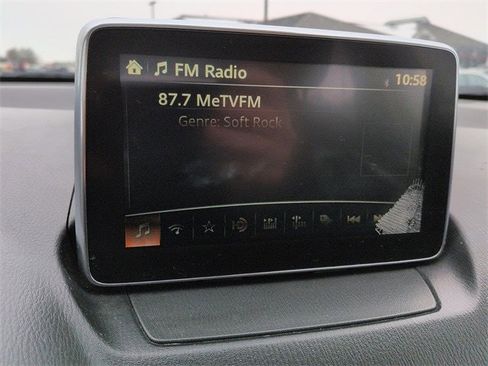 FM Radio
10:58
87.7 MeTVFM
Genre: Soft Rock